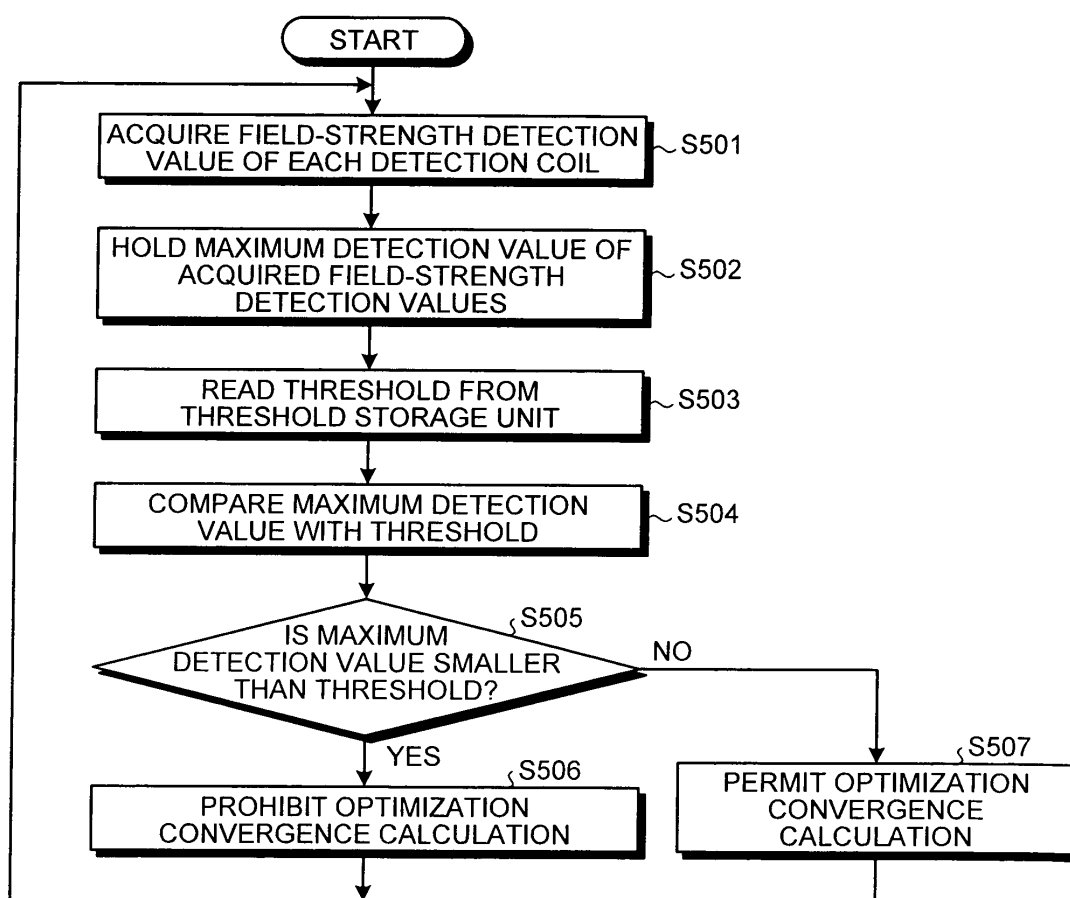 START
ACQUIRE FIELD-STRENGTH DETECTION
VALUE OF EACH DETECTION COIL
S501
HOLD MAXIMUM DETECTION VALUE OF
ACQUIRED FIELD-STRENGTH
DETECTION VALUES
S502
READ THRESHOLD FROM
THRESHOLD STORAGE UNIT
S503
COMPARE MAXIMUM DETECTION
VALUE WITH THRESHOLD
S504
S505
IS MAXIMUM
DETECTION VALUE SMALLER
THAN THRESHOLD?
NO
YES
S506
PROHIBIT OPTIMIZATION
CONVERGENCE CALCULATION
S507
PERMIT OPTIMIZATION
CONVERGENCE
CALCULATION